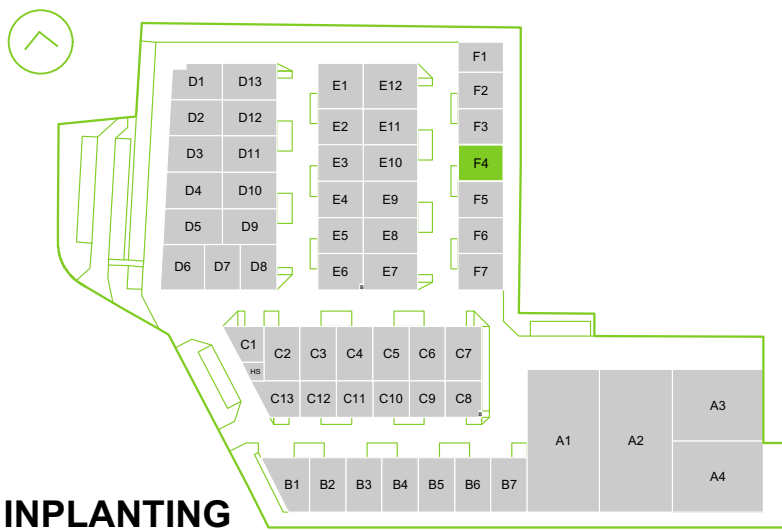 F1
D1 D13 E1 E12 F2
D2 D12 E2 E11 F3
D3 D11 E3 E10 F4
D4 D10 E4 E9 F5
D5 D9 E5 E8 F6
D6 D7 D8 E6 E7 F7
B
C1 C2 C3 C4 C5 C6 C7
HS
C13 C12 C11 C10 C9 C8
B
A1 A2 A3
A4
B1 B2 B3 B4 B5 B6 B7
INPLANTING